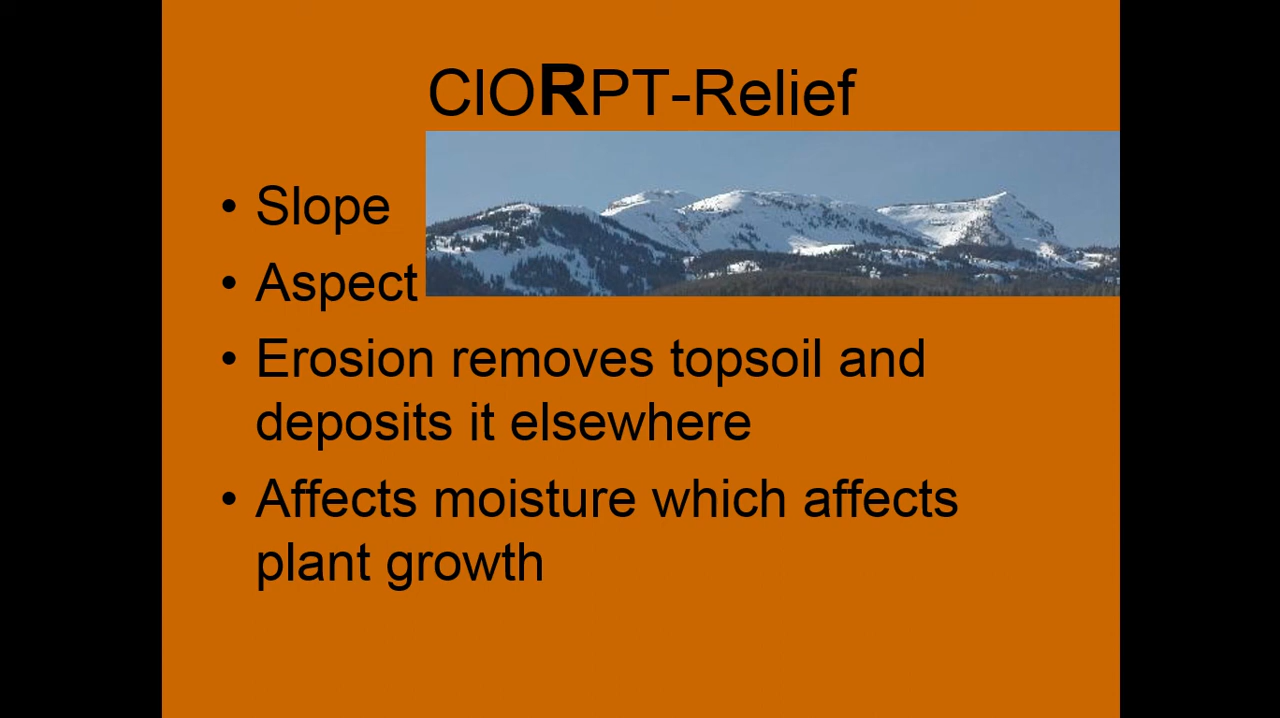 ClORPT-Relief
• Slope
• Aspect
• Erosion removes topsoil and
deposits it elsewhere
• Affects moisture which affects
plant growth